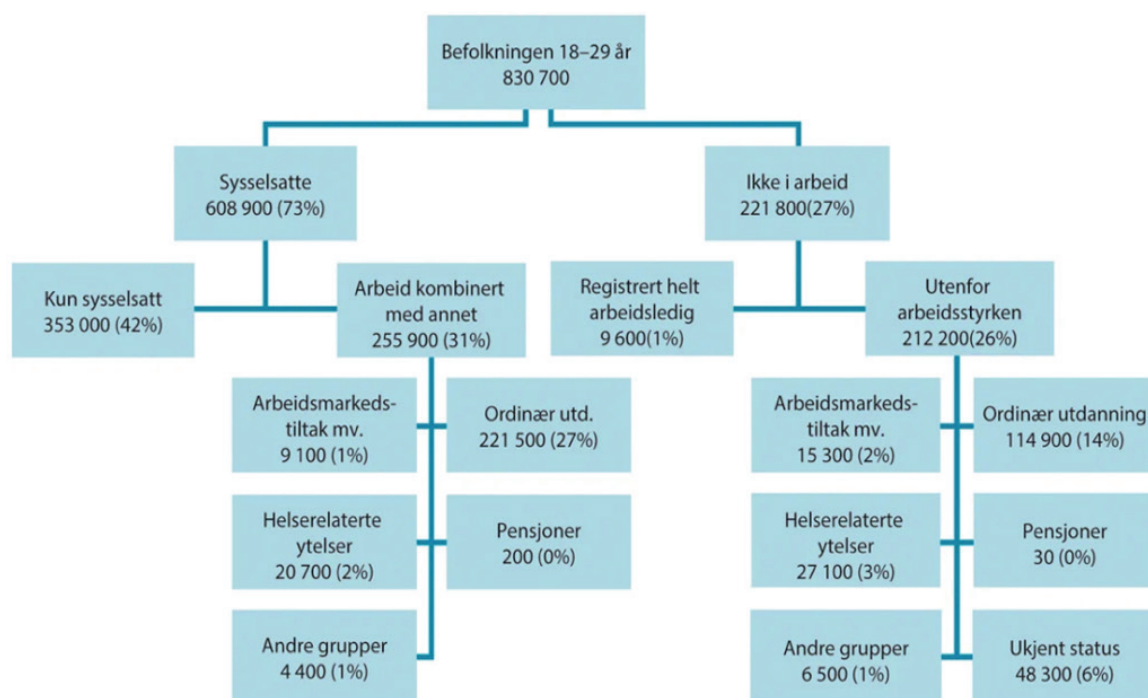 Befolkningen 18–29 år
830 700
Sysselsatte
608 900 (73%)
Ikke i arbeid
221 800(27%)
Kun sysselsatt
353 000 (42%)
Arbeid kombinert
med annet
255 900 (31%)
Registrert helt
arbeidsledig
9 600(1%)
Utenfor
arbeidsstyrken
212 200(26%)
Arbeidsmarkeds-
tiltak mv.
9 100 (1%)
Ordinær utd.
221 500 (27%)
Arbeidsmarkeds-
tiltak mv.
15 300 (2%)
Ordinær utdanning
114 900 (14%)
Helserelaterte
ytelser
20 700 (2%)
Pensjoner
200 (0%)
Helserelaterte
ytelser
27 100 (3%)
Pensjoner
30 (0%)
Andre grupper
4 400 (1%)
Andre grupper
6 500 (1%)
Ukjent status
48 300 (6%)